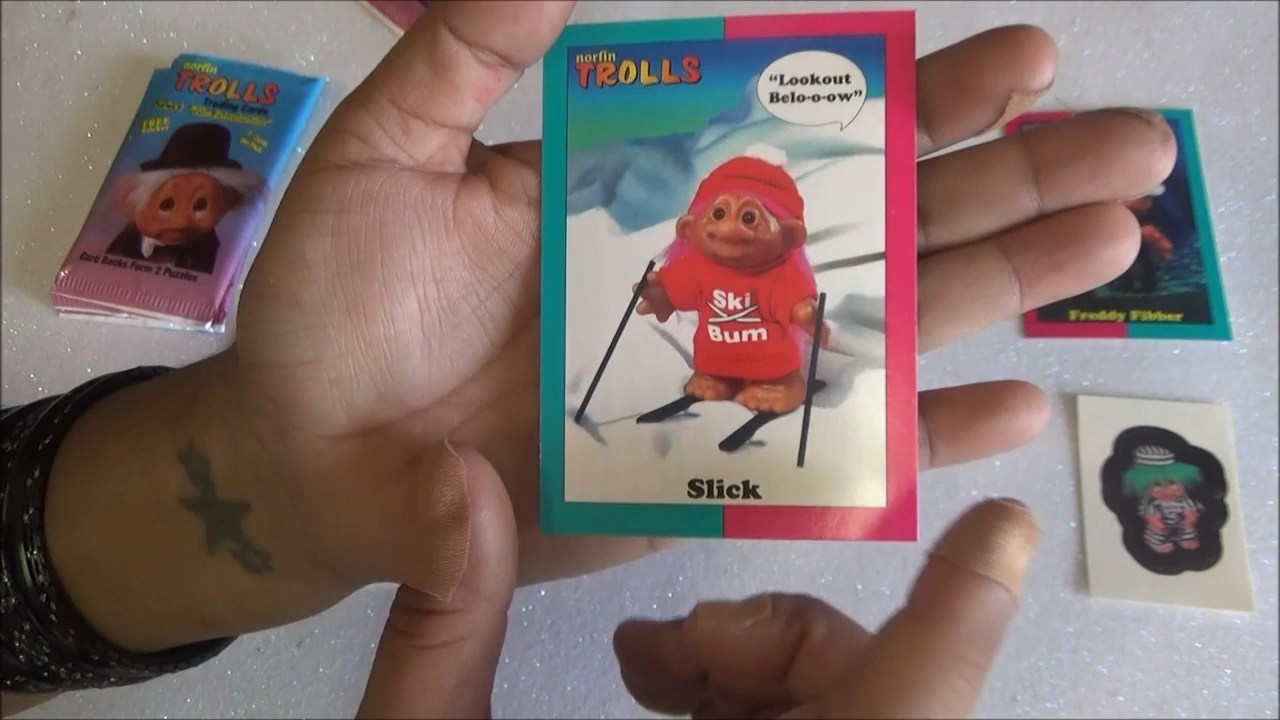 norfin
TROLLS
Trading Cards
FREE
Card Backs Form 2 Puzzles
norfin
TROLLS
"Lookout
Belo-o-ow"
Ski
Bum
Slick
Freddy Fibber